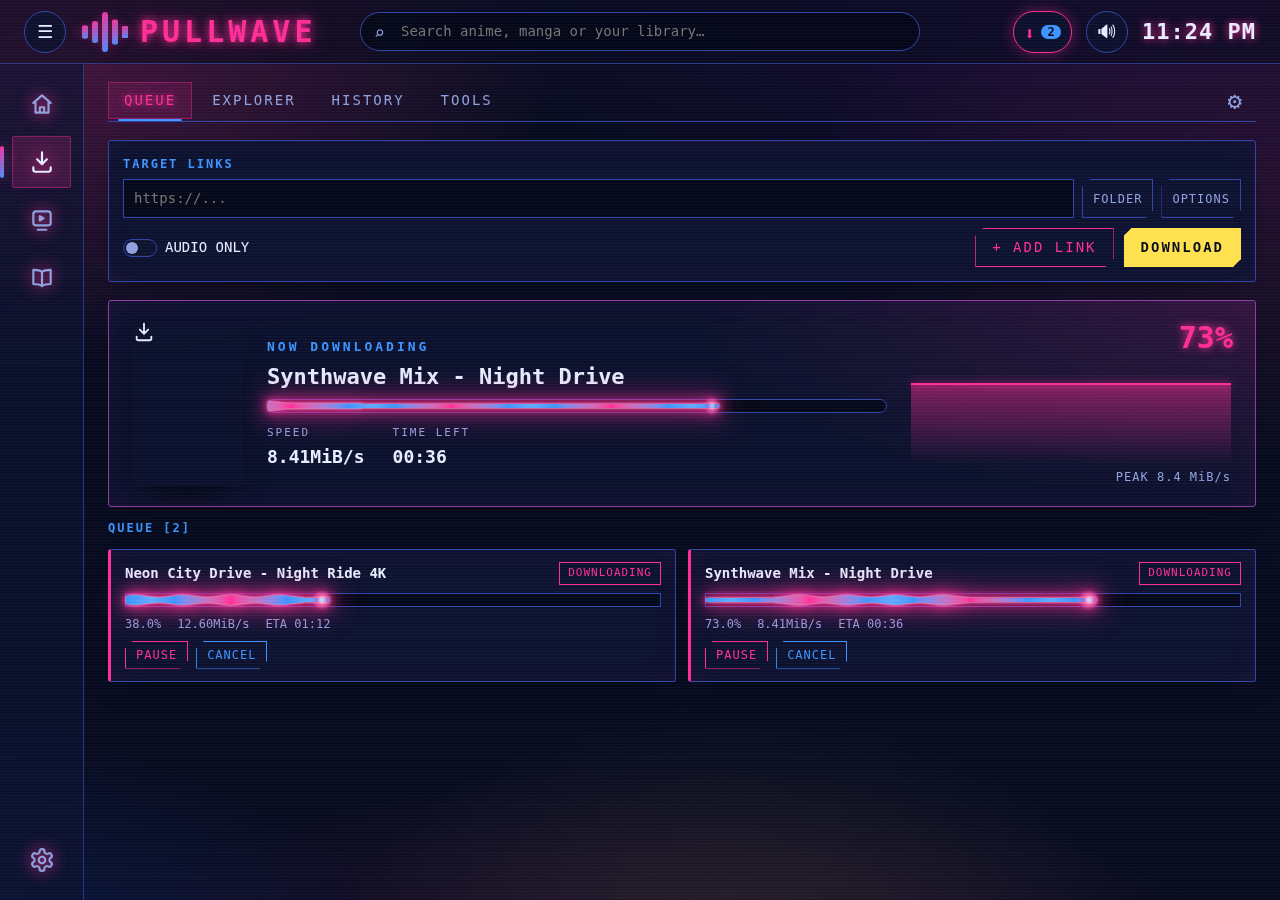 PULLWAVE
Search anime, manga or your library…
2
11:24 PM
QUEUE EXPLORER HISTORY TOOLS
TARGET LINKS
https://...
FOLDER OPTIONS
AUDIO ONLY
+ ADD LINK DOWNLOAD
73%
NOW DOWNLOADING
Synthwave Mix - Night Drive
SPEED TIME LEFT
8.41MiB/s 00:36
PEAK 8.4 MiB/s
QUEUE [2]
Neon City Drive - Night Ride 4K DOWNLOADING
38.0% 12.60MiB/s ETA 01:12
PAUSE CANCEL
Synthwave Mix - Night Drive DOWNLOADING
73.0% 8.41MiB/s ETA 00:36
PAUSE CANCEL